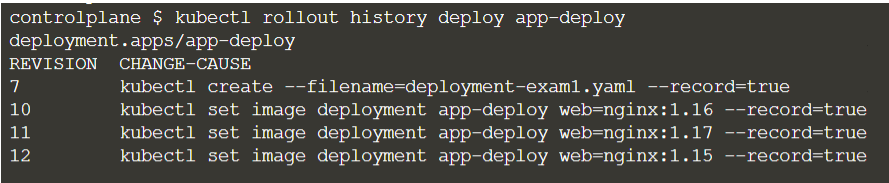 controlplane $ kubectl rollout history deploy app-deploy
deployment.apps/app-deploy
REVISION  CHANGE-CAUSE
7         kubectl create --filename=deployment-exam1.yaml --record=true
10        kubectl set image deployment app-deploy web=nginx:1.16 --record=true
11        kubectl set image deployment app-deploy web=nginx:1.17 --record=true
12        kubectl set image deployment app-deploy web=nginx:1.15 --record=true